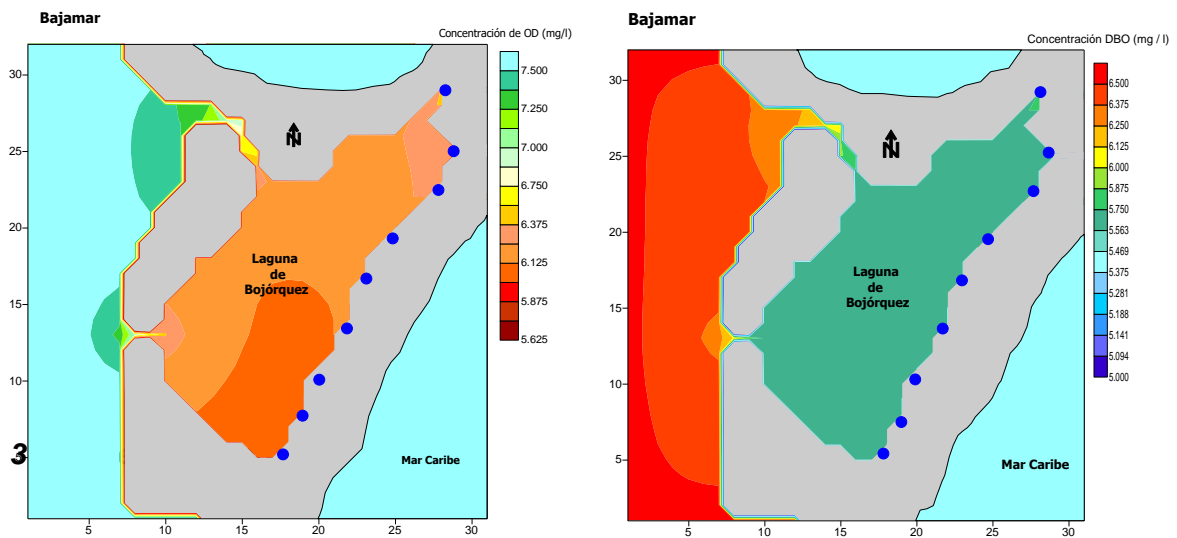 Bajamar
Concentración de OD (mg/l)
7.500
7.250
7.000
6.750
6.375
6.125
5.875
5.625
30
25
20
15
10
5
3
N
Laguna
de
Bojórquez
Mar Caribe
5 10 15 20 25 30
Bajamar
Concentración DBO (mg / l)
6.500
6.375
6.250
6.125
6.000
5.875
5.750
5.563
5.469
5.375
5.281
5.188
5.141
5.094
5.000
30
25
20
15
10
5
N
Laguna
de
Bojórquez
Mar Caribe
5 10 15 20 25 30